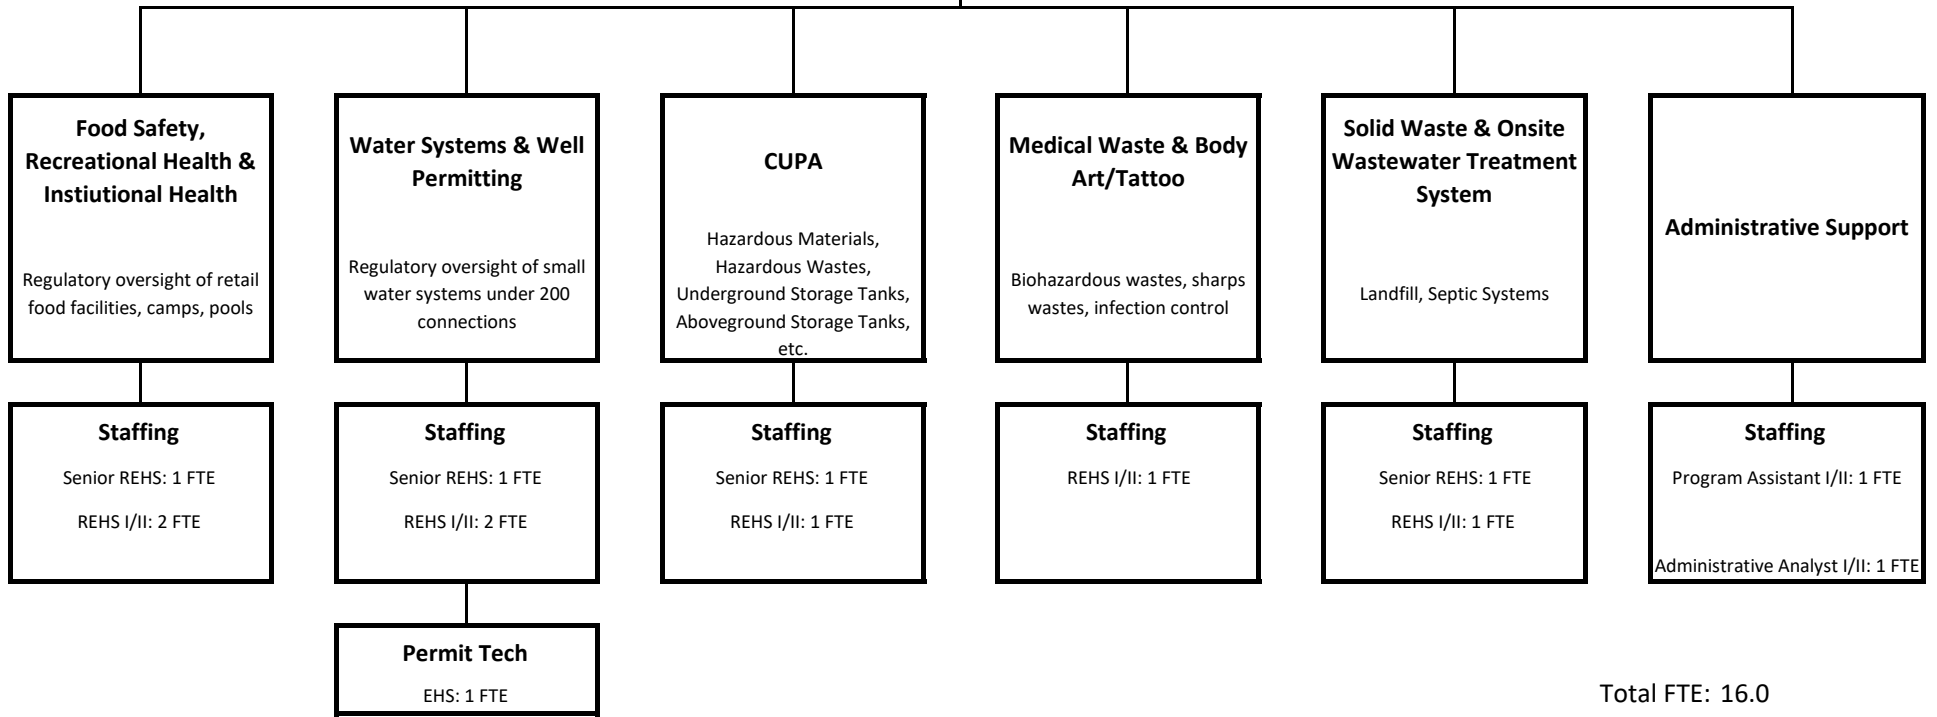 Food Safety,
Recreational Health &
Instiutional Health
Regulatory oversight of retail
food facilities, camps, pools
Water Systems & Well
Permitting
Regulatory oversight of small
water systems under 200
connections
CUPA
Hazardous Materials,
Hazardous Wastes,
Underground Storage Tanks,
Aboveground Storage Tanks,
etc.
Medical Waste & Body
Art/Tattoo
Biohazardous wastes, sharps
wastes, infection control
Solid Waste & Onsite
Wastewater Treatment
System
Landfill, Septic Systems
Administrative Support
Staffing
Senior REHS: 1 FTE
REHS I/II: 2 FTE
Staffing
Senior REHS: 1 FTE
REHS I/II: 2 FTE
Staffing
Senior REHS: 1 FTE
REHS I/II: 1 FTE
Staffing
REHS I/II: 1 FTE
Staffing
Senior REHS: 1 FTE
REHS I/II: 1 FTE
Staffing
Program Assistant I/II: 1 FTE
Administrative Analyst I/II: 1 FTE
Permit Tech
EHS: 1 FTE
Total FTE: 16.0